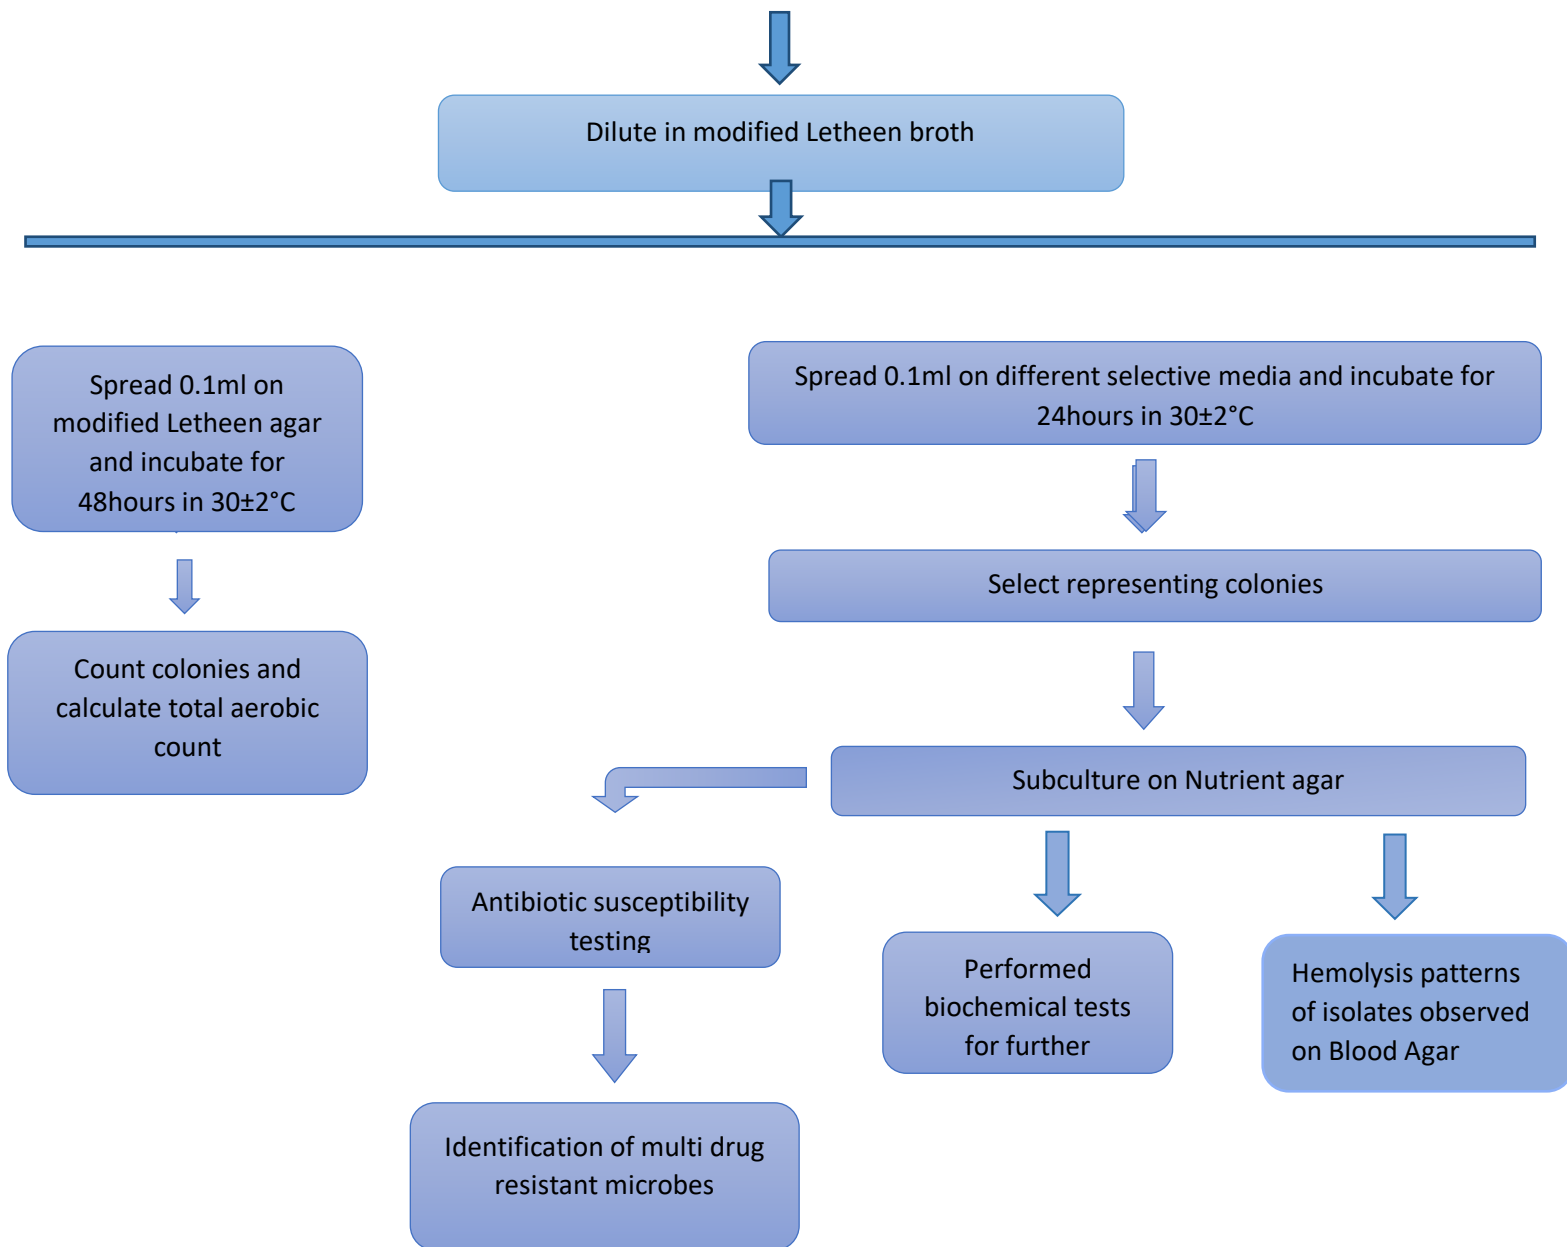 Dilute in modified Letheen broth
Spread 0.1ml on
modified Letheen agar
and incubate for
48hours in 30±2°C
Count colonies and
calculate total aerobic
count
Spread 0.1ml on different selective media and incubate for
24hours in 30±2°C
Select representing colonies
Subculture on Nutrient agar
Antibiotic susceptibility
testing
Identification of multi drug
resistant microbes
Performed
biochemical tests
for further
Hemolysis patterns
of isolates observed
on Blood Agar